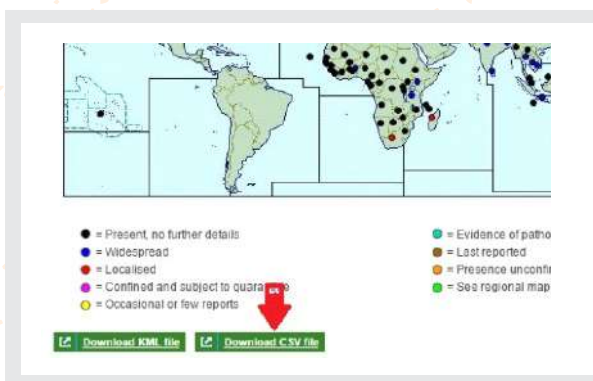 = Present, no further details
= Widespread
= Localised
= Confined and subject to
= Occasional or few reports
= Evidence of patho
= Last reported
= Presence unconfi
= See regional map
Download KML file
Download CSV file